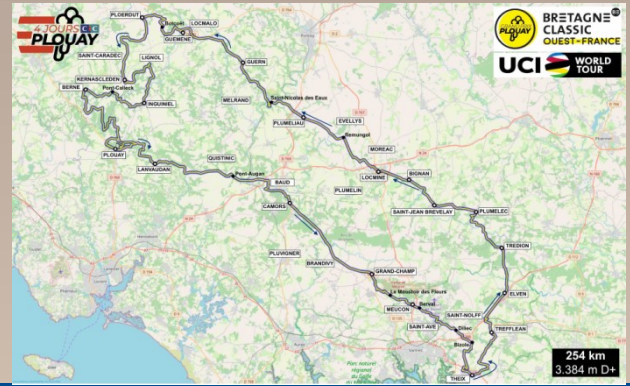 4 JOURS CIC
PLOUAY
PLOUAY
BRETAGNE
CLASSIC
OUEST-FRANCE
UCI WORLD
TOUR
PLOERDUT
LOCMALO
GUEMENE
SAINT-CARADEC
LIGNOL
GUERN
KERNASCLEDEN
BERNE
Pont-Calleck
INGUINIEL
MELRAND
Saint-Nicolas des Eaux
PLUMELIAU
EVELLYS
Remungol
PLOUAY
LANVAUDAN
QUISTINIC
Pont-Augan
MOREAC
LOCMINE
BIGNAN
PLUMELIN
BAUD
CAMORS
SAINT-JEAN BREVELAY
PLUMELEC
PLUVIGNER
BRANDIVY
TREDION
GRAND-CHAMP
Le Moustoir des Fleurs
ELVEN
MEUCON
SAINT-NOLFF
SAINT-AVE
TREFFLEAN
Bizole
THEIX
254 km
3.384 m D+